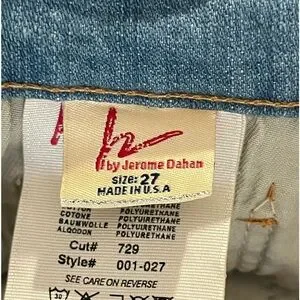 by Jerome Dahan
size: 27
MADE IN U.S.A
COTONE POLYURETHANE
BAUMWOLLE POLYURETHANE
ALGODON POLYURETHANE
Cut# 729
Style# 001-027
SEE CARE ON REVERSE
30